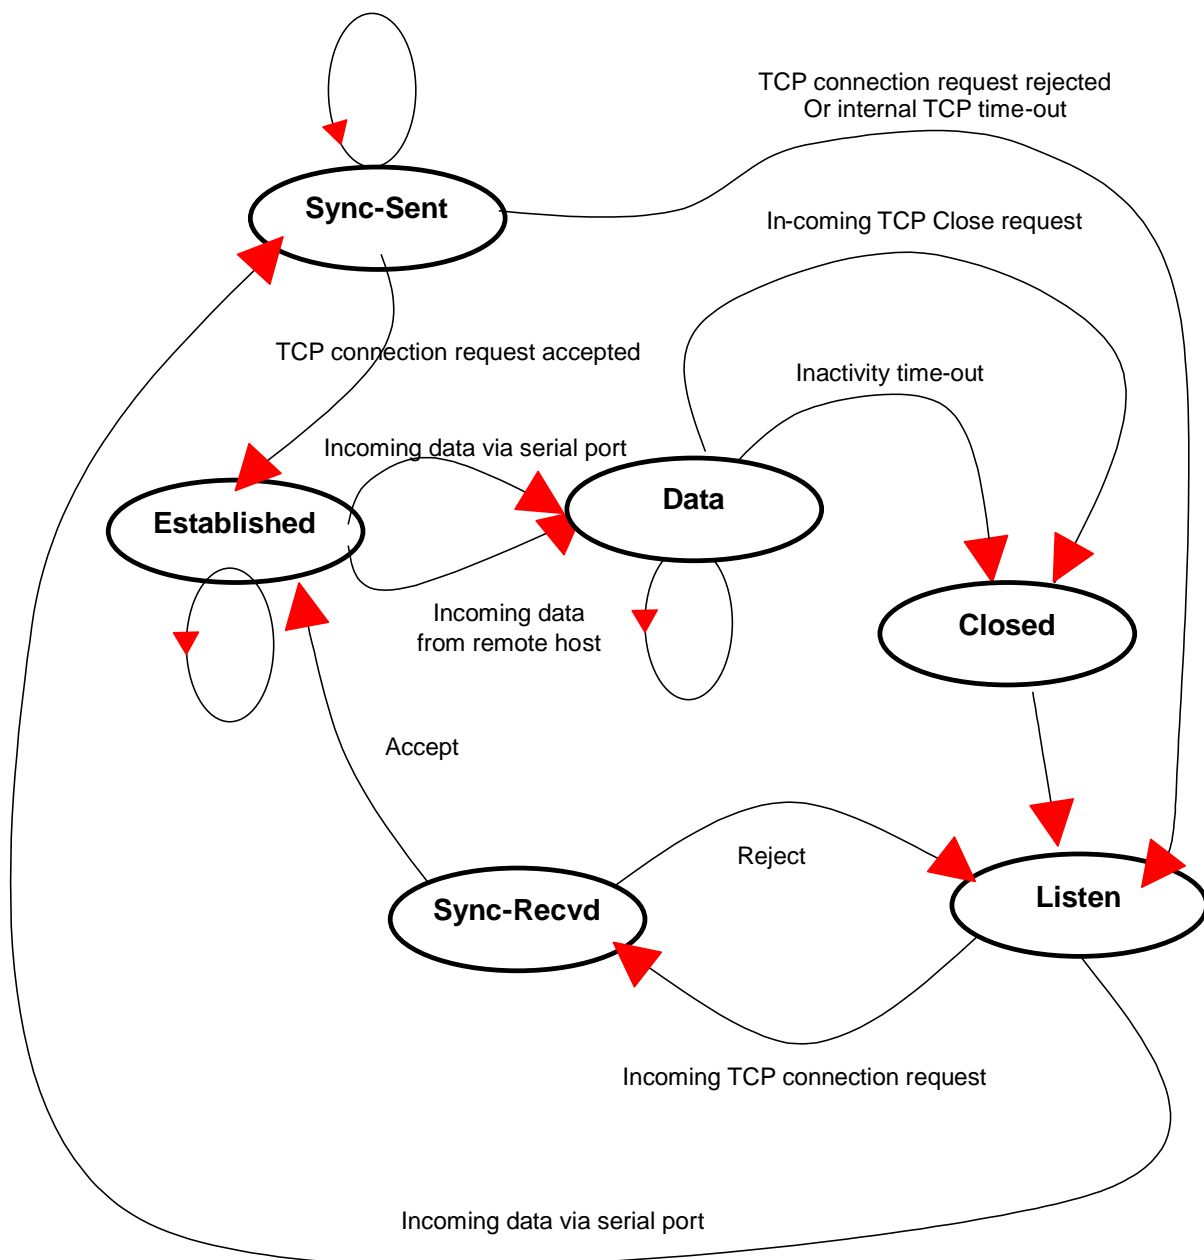 TCP connection request rejected
Or internal TCP time-out
Sync-Sent
In-coming TCP Close request
TCP connection request accepted
Inactivity time-out
Incoming data via serial port
Data
Established
Incoming data
from remote host
Closed
Accept
Reject
Listen
Sync-Recvd
Incoming TCP connection request
Incoming data via serial port